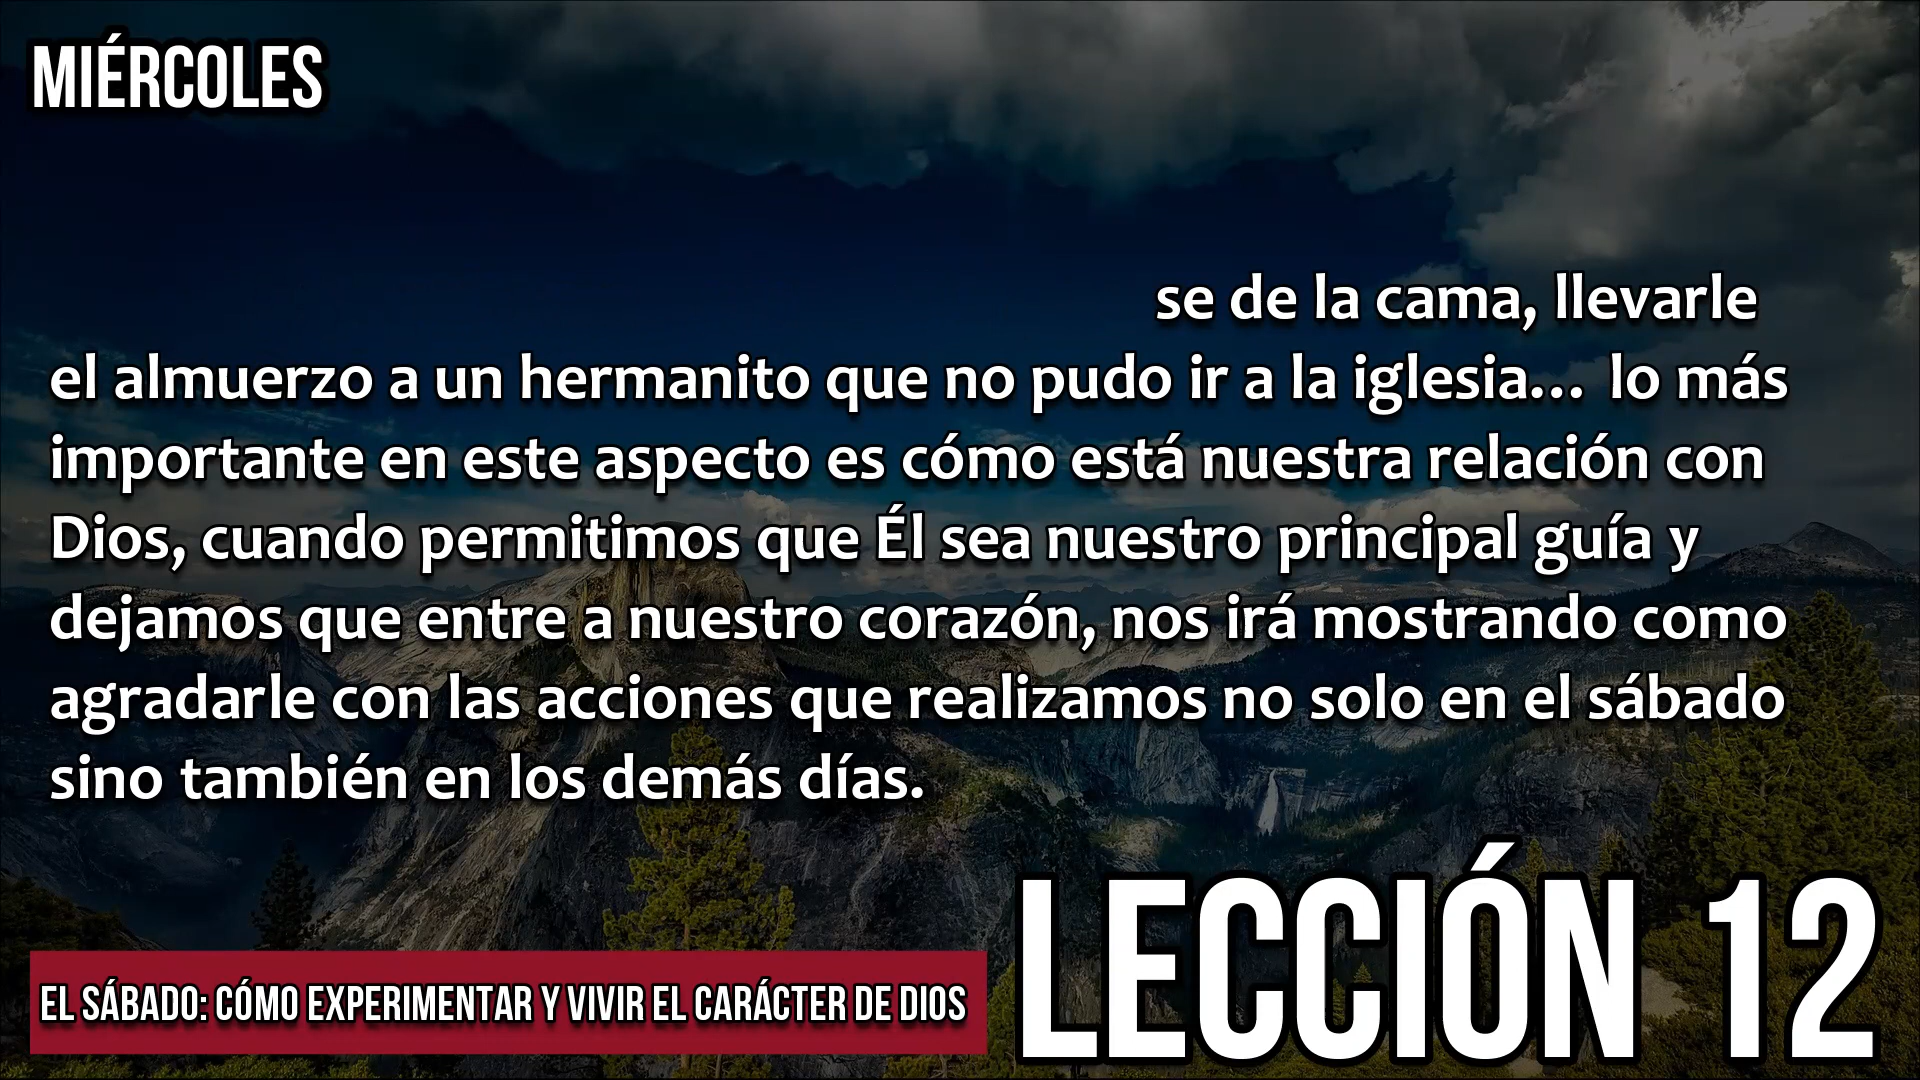 MIÉRCOLES
se de la cama, llevarle
el almuerzo a un hermanito que no pudo ir a la iglesia… lo más
importante en este aspecto es cómo está nuestra relación con
Dios, cuando permitimos que Él sea nuestro principal guía y
dejamos que entre a nuestro corazón, nos irá mostrando como
agradarle con las acciones que realizamos no solo en el sábado
sino también en los demás días.
EL SÁBADO: CÓMO EXPERIMENTAR Y VIVIR EL CARÁCTER DE DIOS
LECCIÓN 12